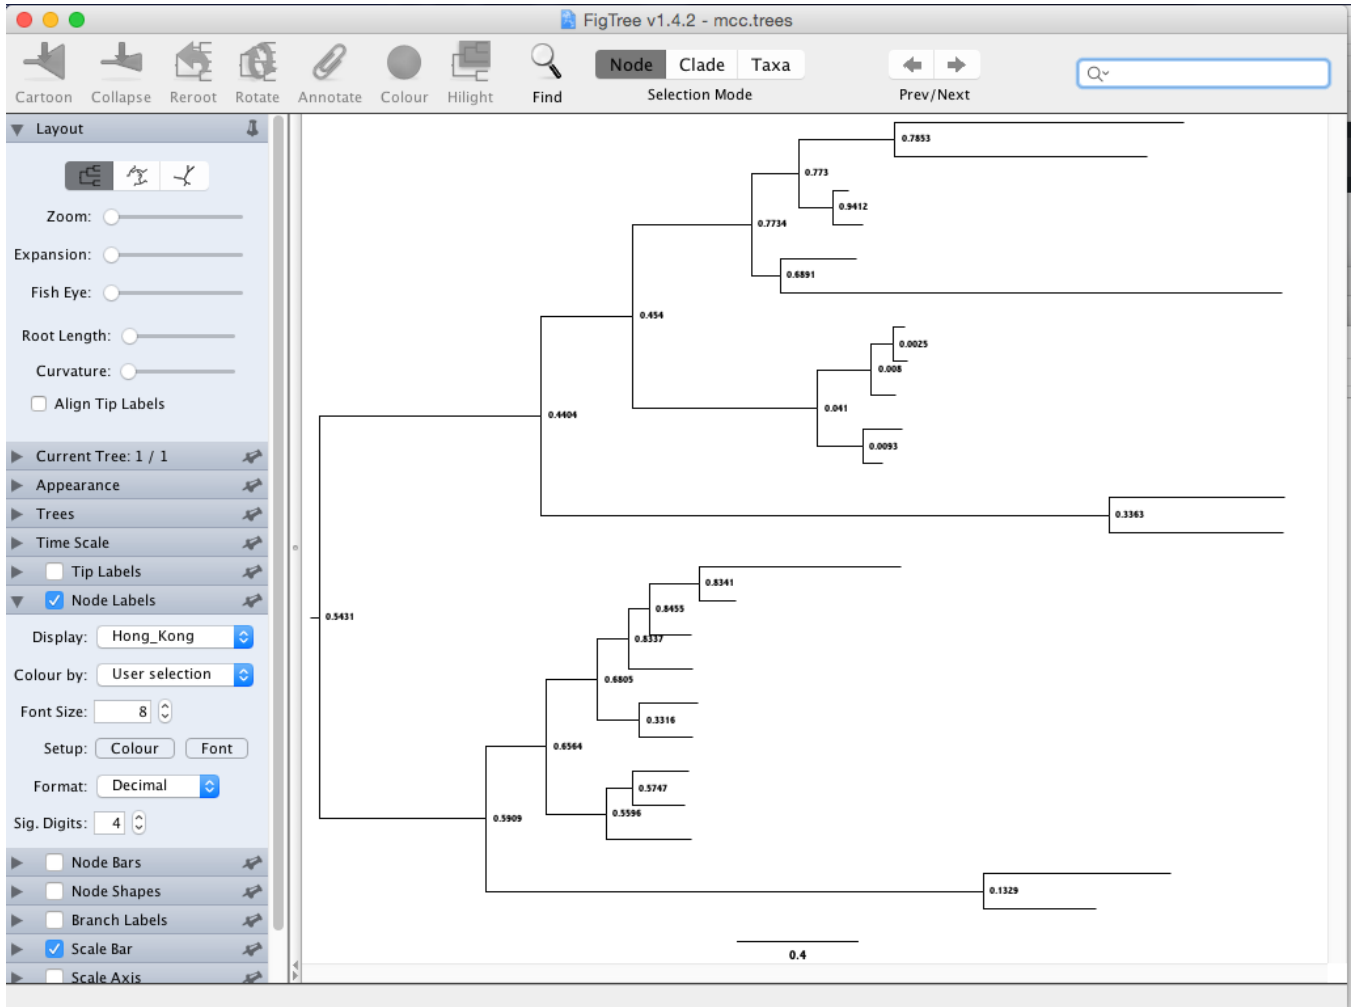 FigTree v1.4.2 - mcc.trees
Cartoon Collapse Reroot Rotate Annotate Colour Hilight Find
Node Clade Taxa
Selection Mode
Prev/Next
Layout
Zoom:
Expansion:
Fish Eye:
Root Length:
Curvature:
Align Tip Labels
Current Tree: 1 / 1
Appearance
Trees
Time Scale
Tip Labels
Node Labels
Display: Hong_Kong
Colour by: User selection
Font Size: 8
Setup: Colour Font
Format: Decimal
Sig. Digits: 4
Node Bars
Node Shapes
Branch Labels
Scale Bar
Scale Axis
0.7853
0.773
0.9412
0.7734
0.6891
0.454
0.0025
0.008
0.041
0.4404
0.0093
0.3363
0.8341
0.8455
0.5431
0.8337
0.6805
0.3316
0.6564
0.5747
0.5596
0.5909
0.1329
0.4